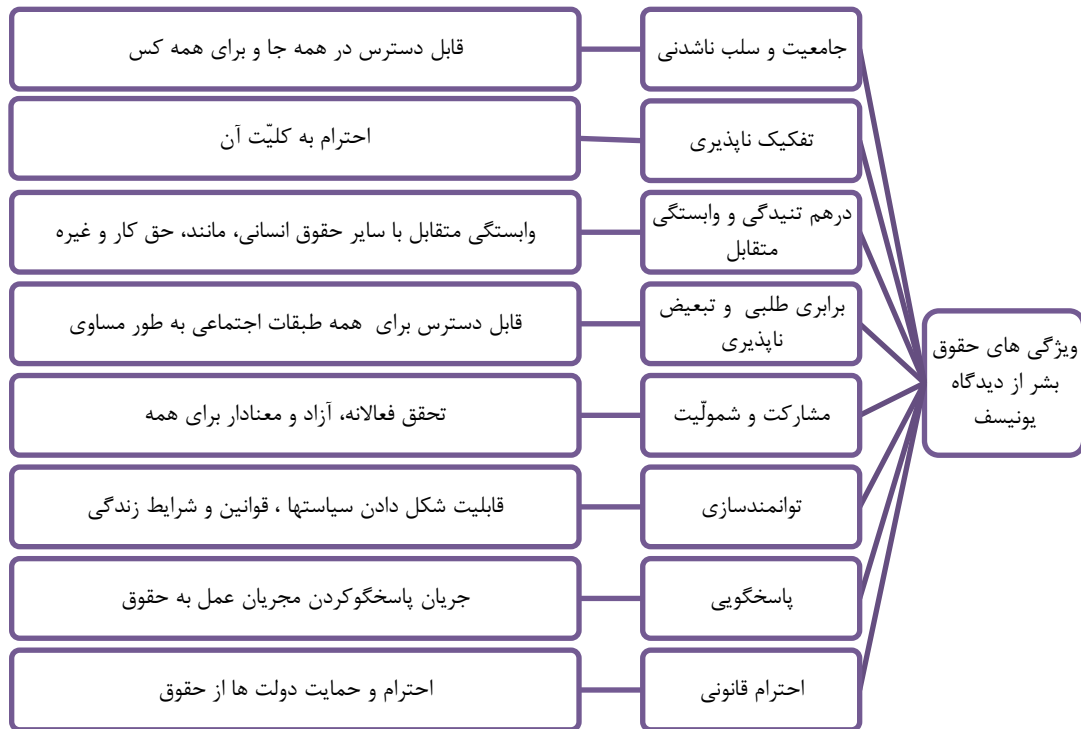 ویژگی های حقوق
بشر از دیدگاه
یونیسف
جامعیت و سلب ناشدنی
قابل دسترس در همه جا و برای همه کس
تفکیک ناپذیری
احترام به کلیّت آن
درهم تنیدگی و وابستگی
متقابل
وابستگی متقابل با سایر حقوق انسانی، مانند، حق کار و غیره
برابری طلبی و تبعیض
ناپذیری
قابل دسترس برای همه طبقات اجتماعی به طور مساوی
مشارکت و شمولّیت
تحقق فعالانه، آزاد و معنادار برای همه
توانمندسازی
قابلیت شکل دادن سیاستها ، قوانین و شرایط زندگی
پاسخگویی
جریان پاسخگوکردن مجریان عمل به حقوق
احترام قانونی
احترام و حمایت دولت ها از حقوق